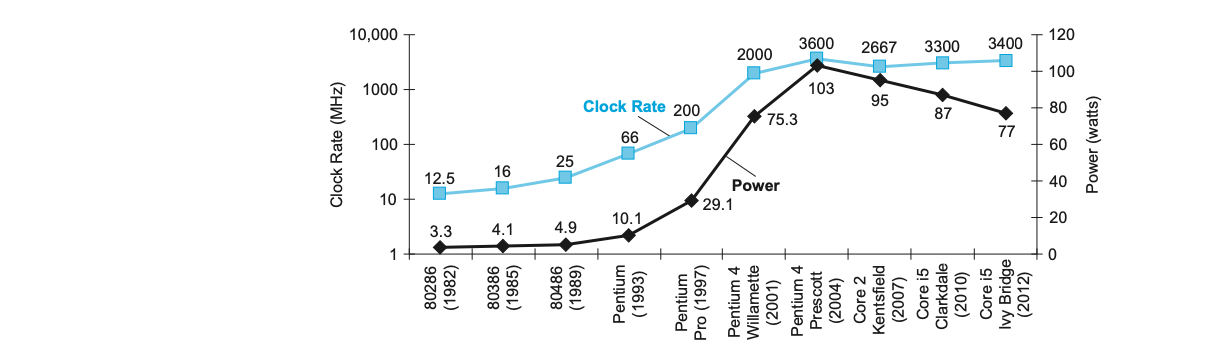 10,000
1000
100
10
1
Clock Rate (MHz)
120
100
80
60
40
20
0
Power (watts)
Clock Rate
Power
12.5
16
25
66
200
2000
3600
2667
3300
3400
3.3
4.1
4.9
10.1
29.1
75.3
103
95
87
77
80286
(1982)
80386
(1985)
80486
(1989)
Pentium
(1993)
Pentium
Pro (1997)
Pentium 4
Willamette
(2001)
Pentium 4
Prescott
(2004)
Core 2
Kentsfield
(2007)
Core i5
Clarkdale
(2010)
Core i5
Ivy Bridge
(2012)